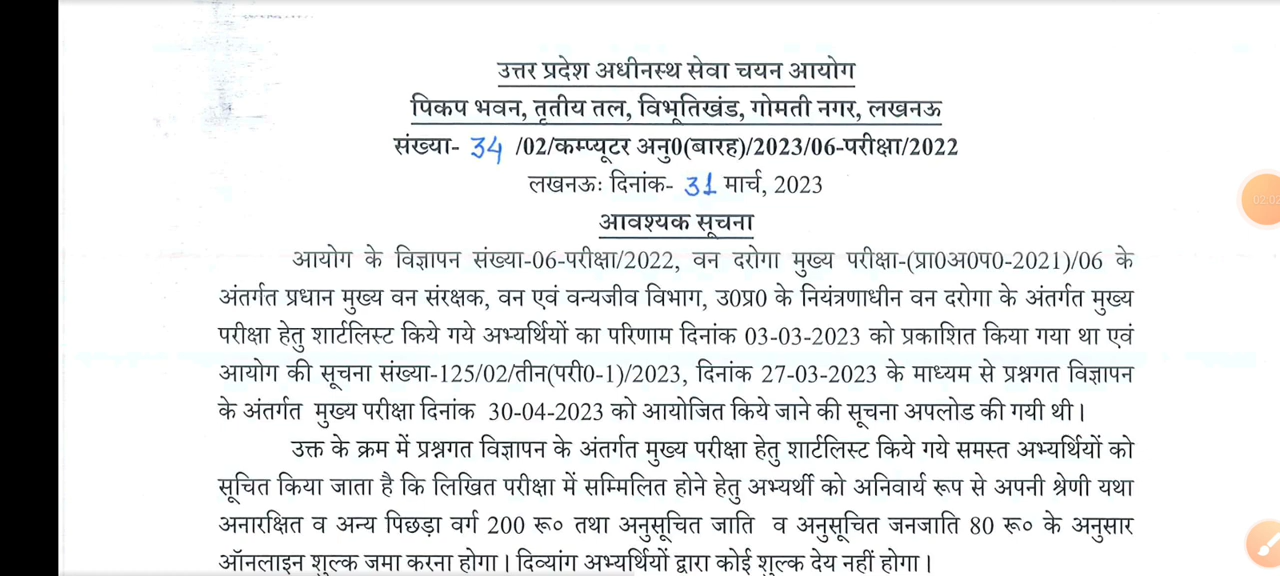 उत्तर प्रदेश अधीनस्थ सेवा चयन आयोग
पिकप भवन, तृतीय तल, विभूतिखंड, गोमती नगर, लखनऊ
संख्या- 34 /02/कम्प्यूटर अनु0(बारह)/2023/06-परीक्षा/2022
लखनऊः दिनांक- 31 मार्च, 2023
आवश्यक सूचना
आयोग के विज्ञापन संख्या-06-परीक्षा/2022, वन दरोगा मुख्य परीक्षा-(प्रा0अ0प0-2021)/06 के
अंतर्गत प्रधान मुख्य वन संरक्षक, वन एवं वन्यजीव विभाग, उ0प्र0 के नियंत्रणाधीन वन दरोगा के अंतर्गत मुख्य
परीक्षा हेतु शार्टलिस्ट किये गये अभ्यर्थियों का परिणाम दिनांक 03-03-2023 को प्रकाशित किया गया था एवं
आयोग की सूचना संख्या-125/02/तीन(परी0-1)/2023, दिनांक 27-03-2023 के माध्यम से प्रश्नगत विज्ञापन
के अंतर्गत मुख्य परीक्षा दिनांक 30-04-2023 को आयोजित किये जाने की सूचना अपलोड की गयी थी।
उक्त के क्रम में प्रश्नगत विज्ञापन के अंतर्गत मुख्य परीक्षा हेतु शार्टलिस्ट किये गये समस्त अभ्यर्थियों को
सूचित किया जाता है कि लिखित परीक्षा में सम्मिलित होने हेतु अभ्यर्थी को अनिवार्य रूप से अपनी श्रेणी यथा
अनारक्षित व अन्य पिछड़ा वर्ग 200 रू० तथा अनुसूचित जाति व अनुसूचित जनजाति 80 रू० के अनुसार
ऑनलाइन शुल्क जमा करना होगा। दिव्यांग अभ्यर्थियों द्वारा कोई शुल्क देय नहीं होगा।